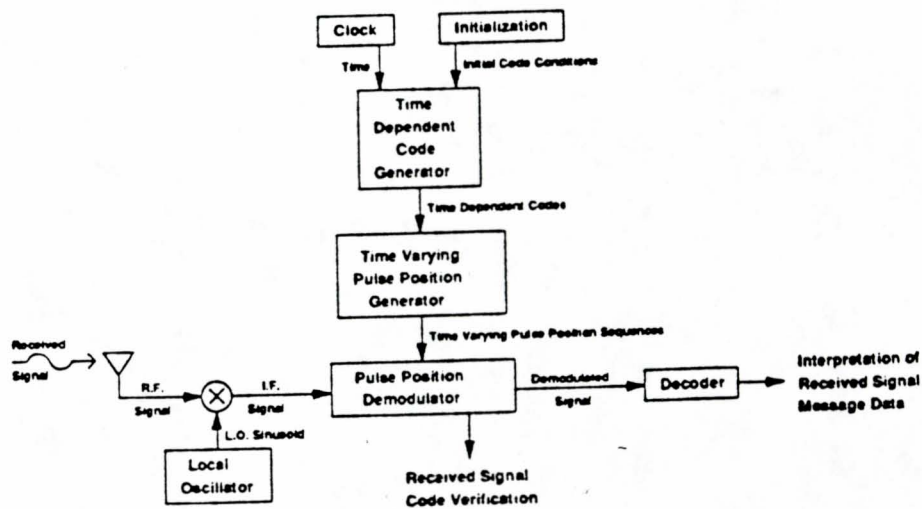 Clock
Initialization
Time
Initial Code Conditions
Time
Dependent
Code
Generator
Time Dependent Codes
Time Varying
Pulse Position
Generator
Time Varying Pulse Position Sequences
Received
Signal
R.F.
Signal
I.F.
Signal
Pulse Position
Demodulator
Demodulated
Signal
Decoder
Interpretation of
Received Signal
Message Data
L.O. Sinusoid
Local
Oscillator
Received Signal
Code Verification